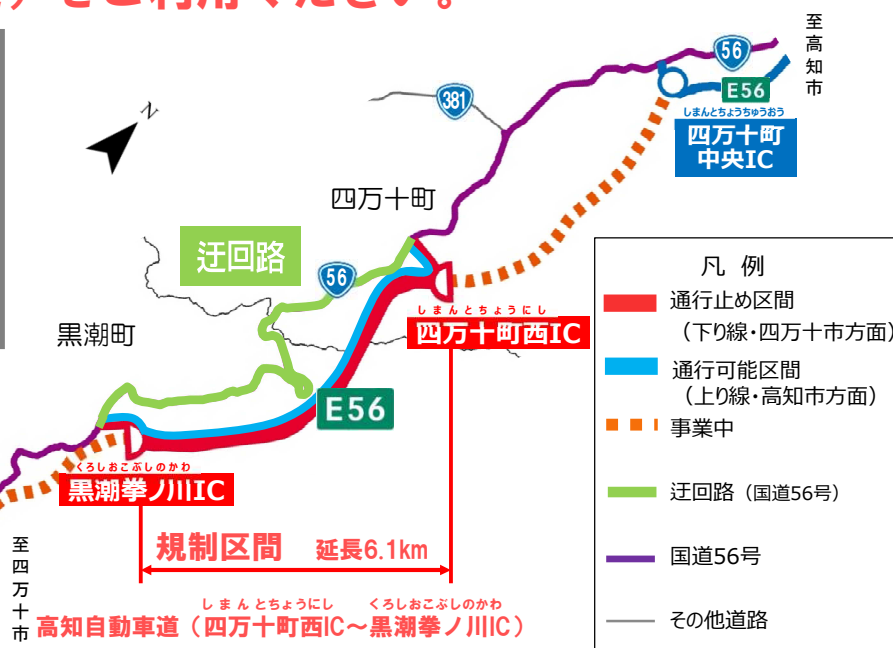 をご利用ください。
至高知市
56
E56
しまんとちょうちゅうおう
四万十町
中央IC
381
N
四万十町
迂回路
56
しまんとちょうにし
四万十町西IC
黒潮町
E56
くろしおこぶしのかわ
黒潮拳ノ川IC
規制区間 延長6.1km
至四万十市
しまんとちょうにし くろしおこぶしのかわ
高知自動車道(四万十町西IC~黒潮拳ノ川IC)
凡 例
通行止め区間
(下り線・四万十市方面)
通行可能区間
(上り線・高知市方面)
事業中
迂回路(国道56号)
国道56号
その他道路